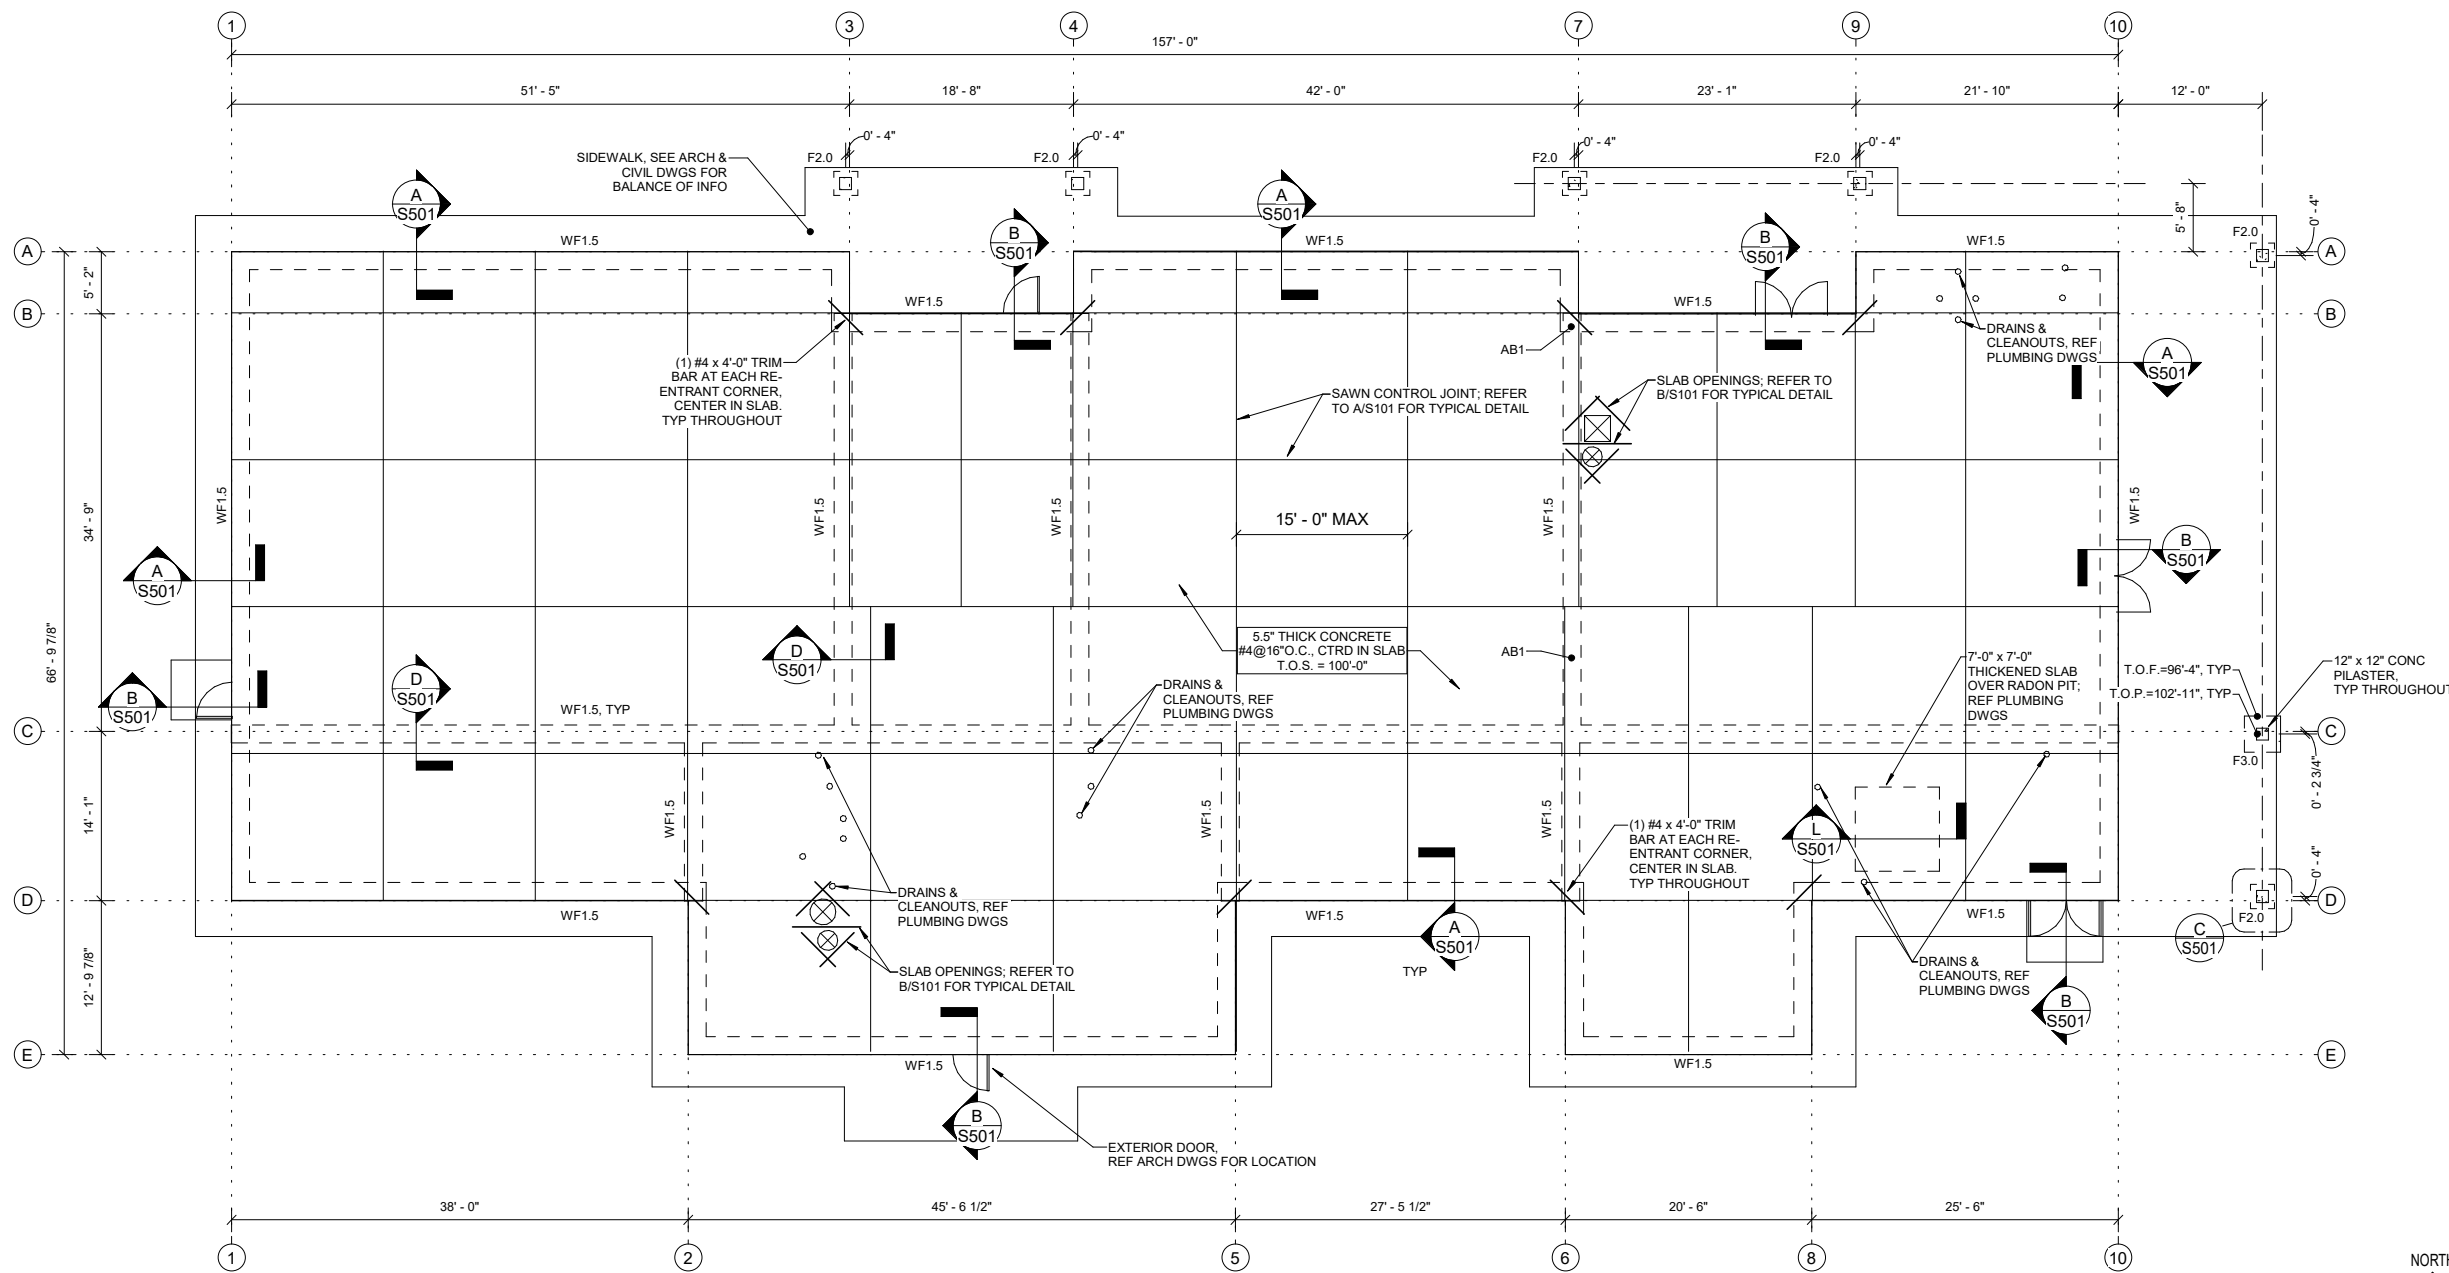 1
3
4
7
9
10
157' - 0"
51' - 5"
18' - 8"
42' - 0"
23' - 1"
21' - 10"
12' - 0"
0' - 4"
0' - 4"
0' - 4"
0' - 4"
F2.0
F2.0
F2.0
F2.0
SIDEWALK, SEE ARCH &
CIVIL DWGS FOR
BALANCE OF INFO
A
S501
A
S501
B
S501
B
S501
5' - 8"
0' - 4"
F2.0
WF1.5
WF1.5
WF1.5
A
A
5' - 2"
WF1.5
WF1.5
B
B
(1) #4 x 4'-0" TRIM
BAR AT EACH RE-
ENTRANT CORNER,
CENTER IN SLAB.
TYP THROUGHOUT
AB1
DRAINS &
CLEANOUTS, REF
PLUMBING DWGS
A
S501
SAWN CONTROL JOINT; REFER
TO A/S101 FOR TYPICAL DETAIL
SLAB OPENINGS; REFER TO
B/S101 FOR TYPICAL DETAIL
34' - 9"
WF1.5
WF1.5
WF1.5
WF1.5
WF1.5
15' - 0" MAX
A
S501
B
S501
66' - 9 7/8"
5.5" THICK CONCRETE
#4@16"O.C., CTRD IN SLAB
T.O.S. = 100'-0"
AB1
D
S501
D
S501
B
S501
DRAINS &
CLEANOUTS, REF
PLUMBING DWGS
7'-0" x 7'-0"
THICKENED SLAB
OVER RADON PIT;
REF PLUMBING
DWGS
T.O.F.=96'-4", TYP
T.O.P.=102'-11", TYP
12" x 12" CONC
PILASTER,
TYP THROUGHOUT
WF1.5, TYP
C
C
F3.0
0' - 2 3/4"
14' - 1"
WF1.5
WF1.5
WF1.5
(1) #4 x 4'-0" TRIM
BAR AT EACH RE-
ENTRANT CORNER,
CENTER IN SLAB.
TYP THROUGHOUT
L
S501
0' - 4"
DRAINS &
CLEANOUTS, REF
PLUMBING DWGS
D
D
WF1.5
WF1.5
WF1.5
F2.0
A
S501
TYP
C
S501
SLAB OPENINGS; REFER TO
B/S101 FOR TYPICAL DETAIL
DRAINS &
CLEANOUTS, REF
PLUMBING DWGS
12' - 9 7/8"
B
S501
E
E
WF1.5
WF1.5
B
S501
EXTERIOR DOOR,
REF ARCH DWGS FOR LOCATION
38' - 0"
45' - 6 1/2"
27' - 5 1/2"
20' - 6"
25' - 6"
1
2
5
6
8
10
NORTH